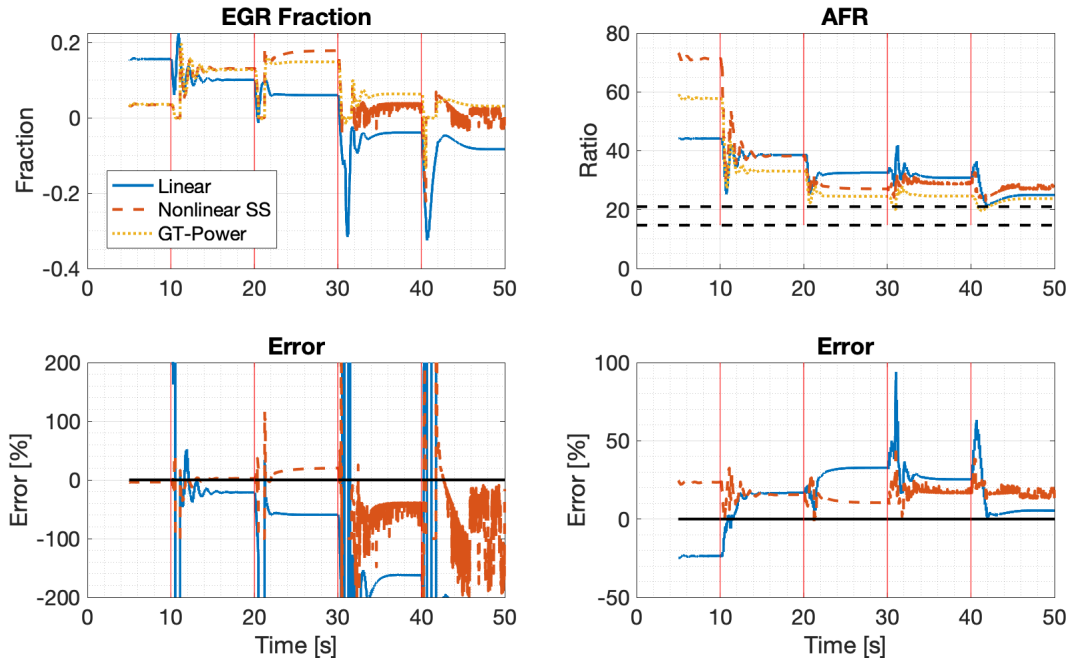 EGR Fraction
0.2
0
-0.2
-0.4
Fraction
Linear
Nonlinear SS
GT-Power
0 10 20 30 40 50
AFR
80
60
40
20
0
Ratio
0 10 20 30 40 50
Error
200
100
0
-100
-200
Error [%]
0 10 20 30 40 50
Time [s]
Error
100
50
0
-50
Error [%]
0 10 20 30 40 50
Time [s]